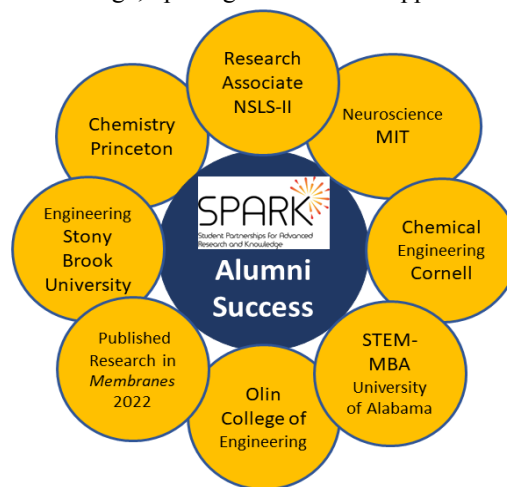 Research
Associate
NSLS-II
Neuroscience
MIT
Chemical
Engineering
Cornell
STEM-
MBA
University
of Alabama
Olin
College of
Engineering
Published
Research in
Membranes
2022
Engineering
Stony
Brook
University
Chemistry
Princeton
SPARK
Student Partnerships for Advanced
Research and Knowledge
Alumni
Success